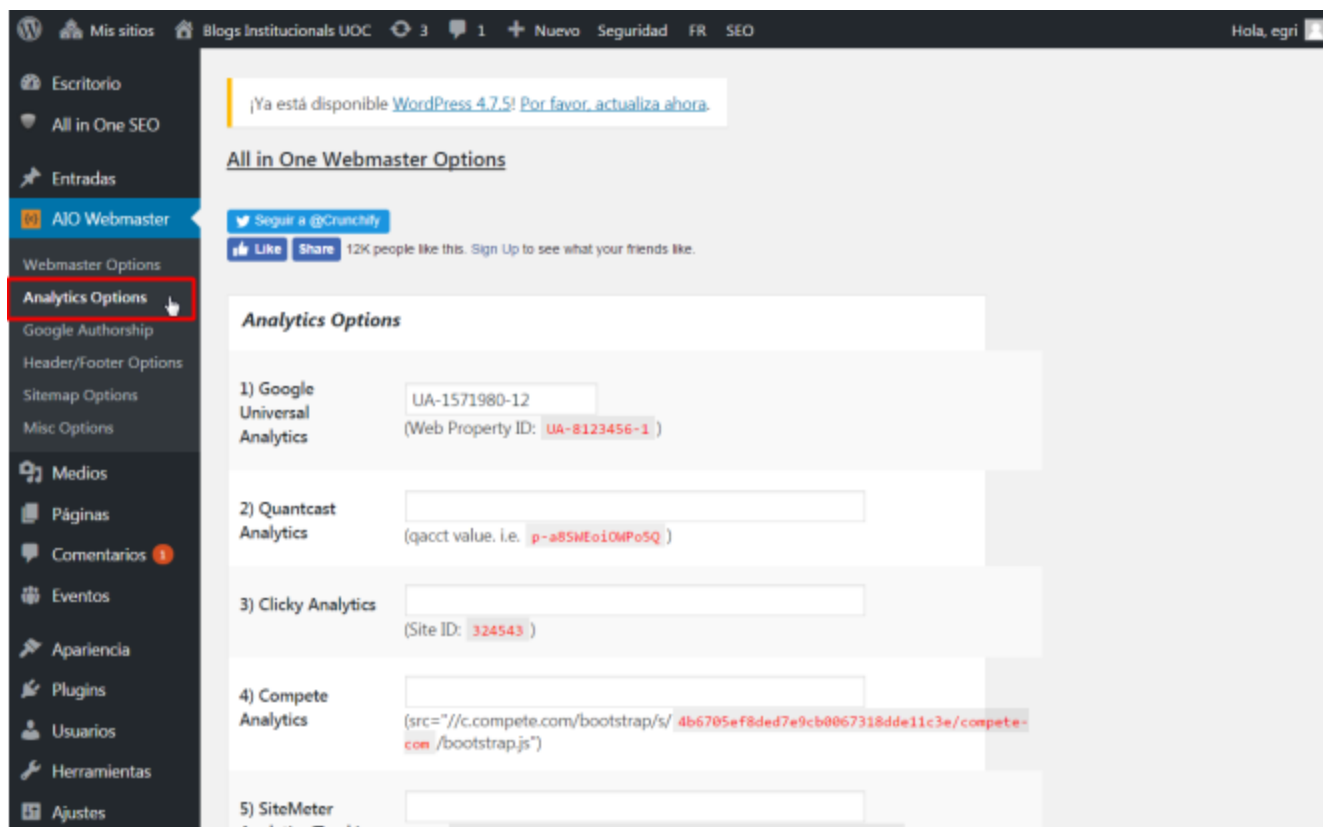 Mis sitios Blogs Institucionals UOC 3 1 Nuevo Seguridad FR SEO Hola, egri
Escritorio
All in One SEO
Entradas
AIO Webmaster
Webmaster Options
Analytics Options
Google Authorship
Header/Footer Options
Sitemap Options
Misc Options
Medios
Páginas
Comentarios 1
Eventos
Apariencia
Plugins
Usuarios
Herramientas
Ajustes
¡Ya está disponible WordPress 4.7.5! Por favor, actualiza ahora.
All in One Webmaster Options
Seguir a @Crunchify
Like Share 12K people like this. Sign Up to see what your friends like.
Analytics Options
1) Google
Universal
Analytics
UA-1571980-12
(Web Property ID: UA-8123456-1 )
2) Quantcast
Analytics
(qacct value. i.e. p-a8SWEoiOWPo5Q )
3) Clicky Analytics
(Site ID: 324543 )
4) Compete
Analytics
(src="//c.compete.com/bootstrap/s/ 4b6705ef8ded7e9cb0067318dde11c3e/compete-
com /bootstrap.js")
5) SiteMeter